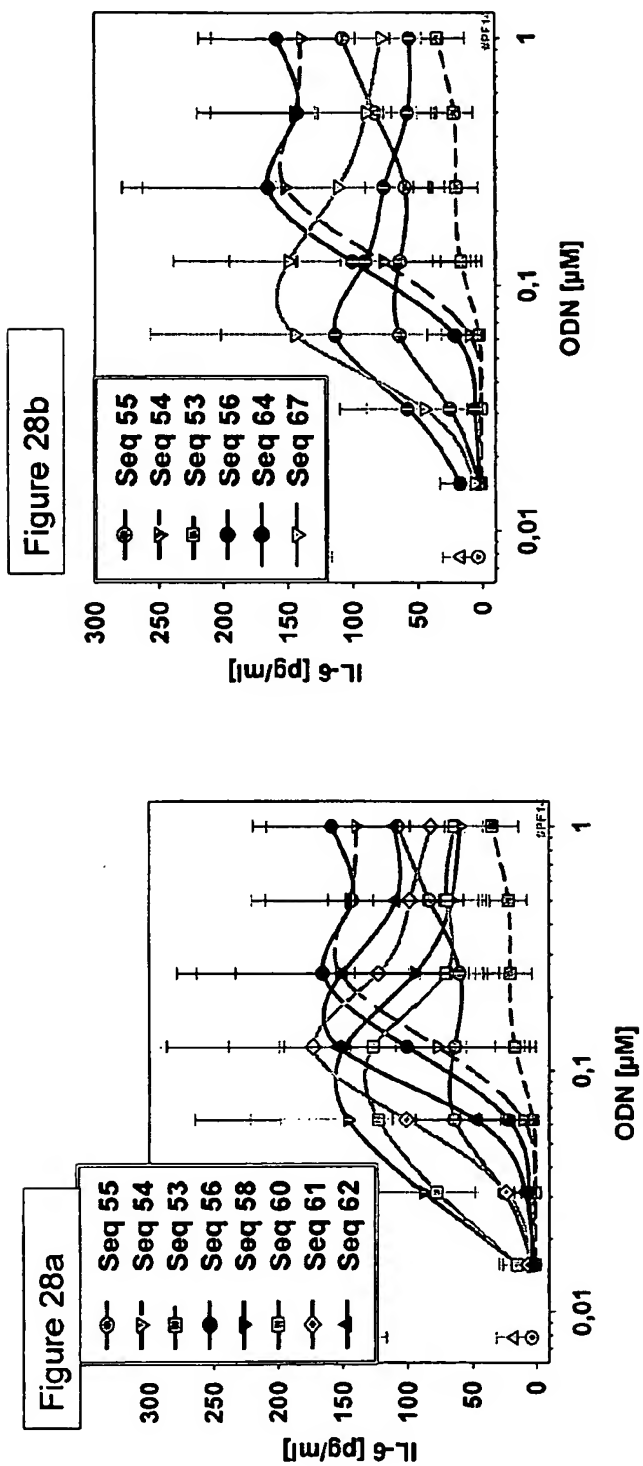 Figure 28a
Seq 55
Seq 54
Seq 53
Seq 56
Seq 58
Seq 60
Seq 61
Seq 62
IL-6 [pg/ml]
300
250
200
150
100
50
0
0,01
0,1
1
ODN [µM]
#PF14
Figure 28b
Seq 55
Seq 54
Seq 53
Seq 56
Seq 64
Seq 67
IL-6 [pg/ml]
300
250
200
150
100
50
0
0,01
0,1
1
ODN [µM]
#PF14